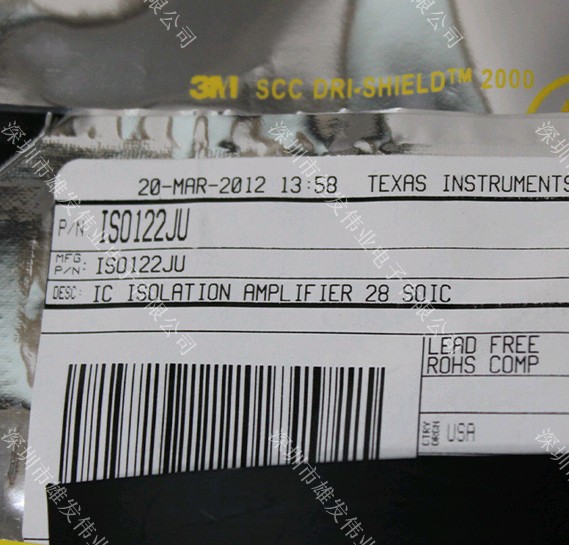 3M SCC DRI-SHIELD™ 2000
20-MAR-2012 13:58 TEXAS INSTRUMENTS
P/N: ISO122JU
MFG. P/N: ISO122JU
DESC: IC ISOLATION AMPLIFIER 28 SOIC
LEAD FREE
ROHS COMP
CTRY ORGN USA
深圳市雄发伟业电子有限公司